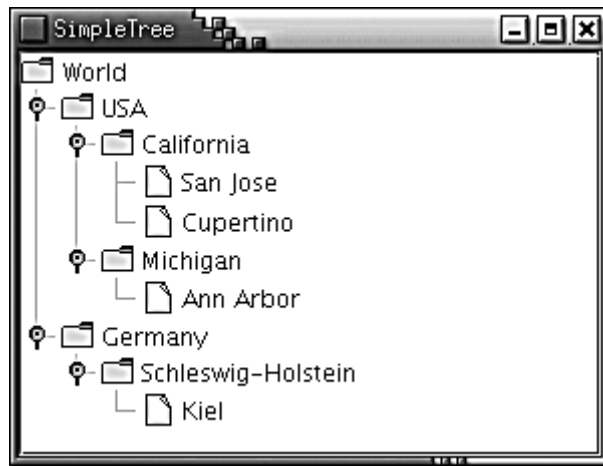 SimpleTree
World
USA
California
San Jose
Cupertino
Michigan
Ann Arbor
Germany
Schleswig-Holstein
Kiel